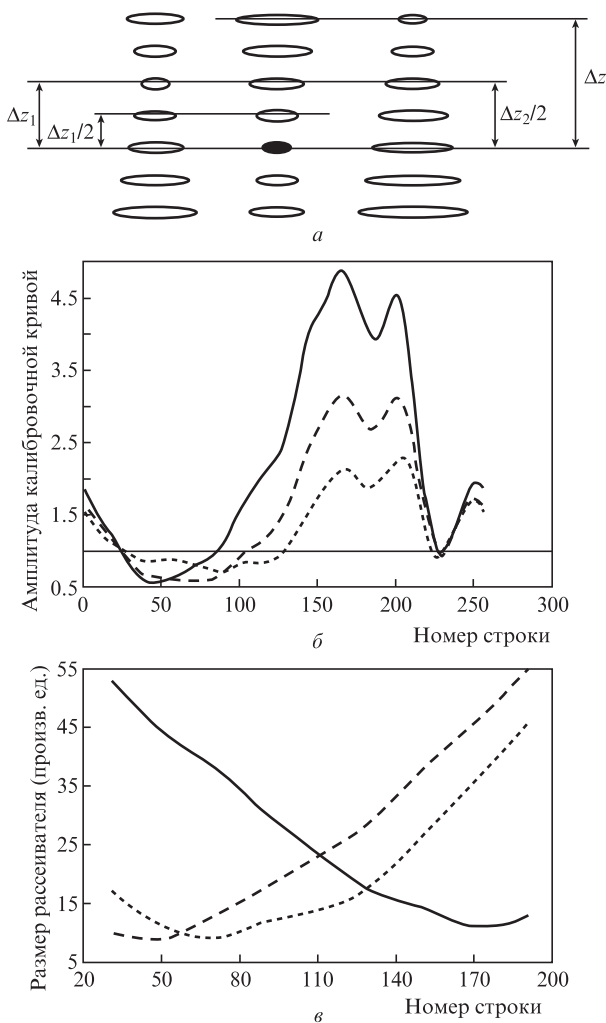 Δz
Δz₁
Δz₁/2
Δz₂/2
а
Амплитуда калибровочной кривой
4.5
3.5
2.5
1.5
0.5
0 50 100 150 200 250 300
Номер строки
б
Размер рассеивателя (произв. ед.)
55
45
35
25
15
5
20 50 80 110 140 170 200
Номер строки
в